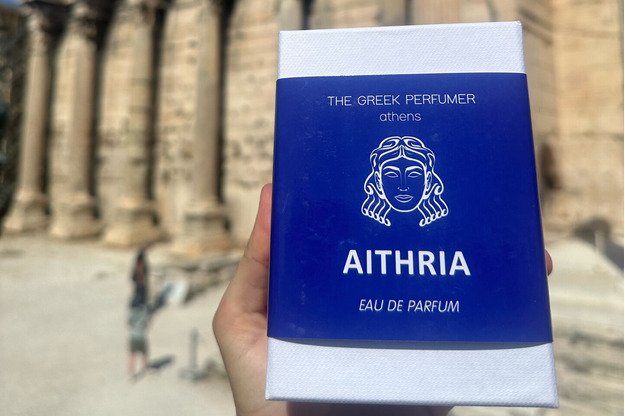 THE GREEK PERFUMER
athens
AITHRIA
EAU DE PARFUM